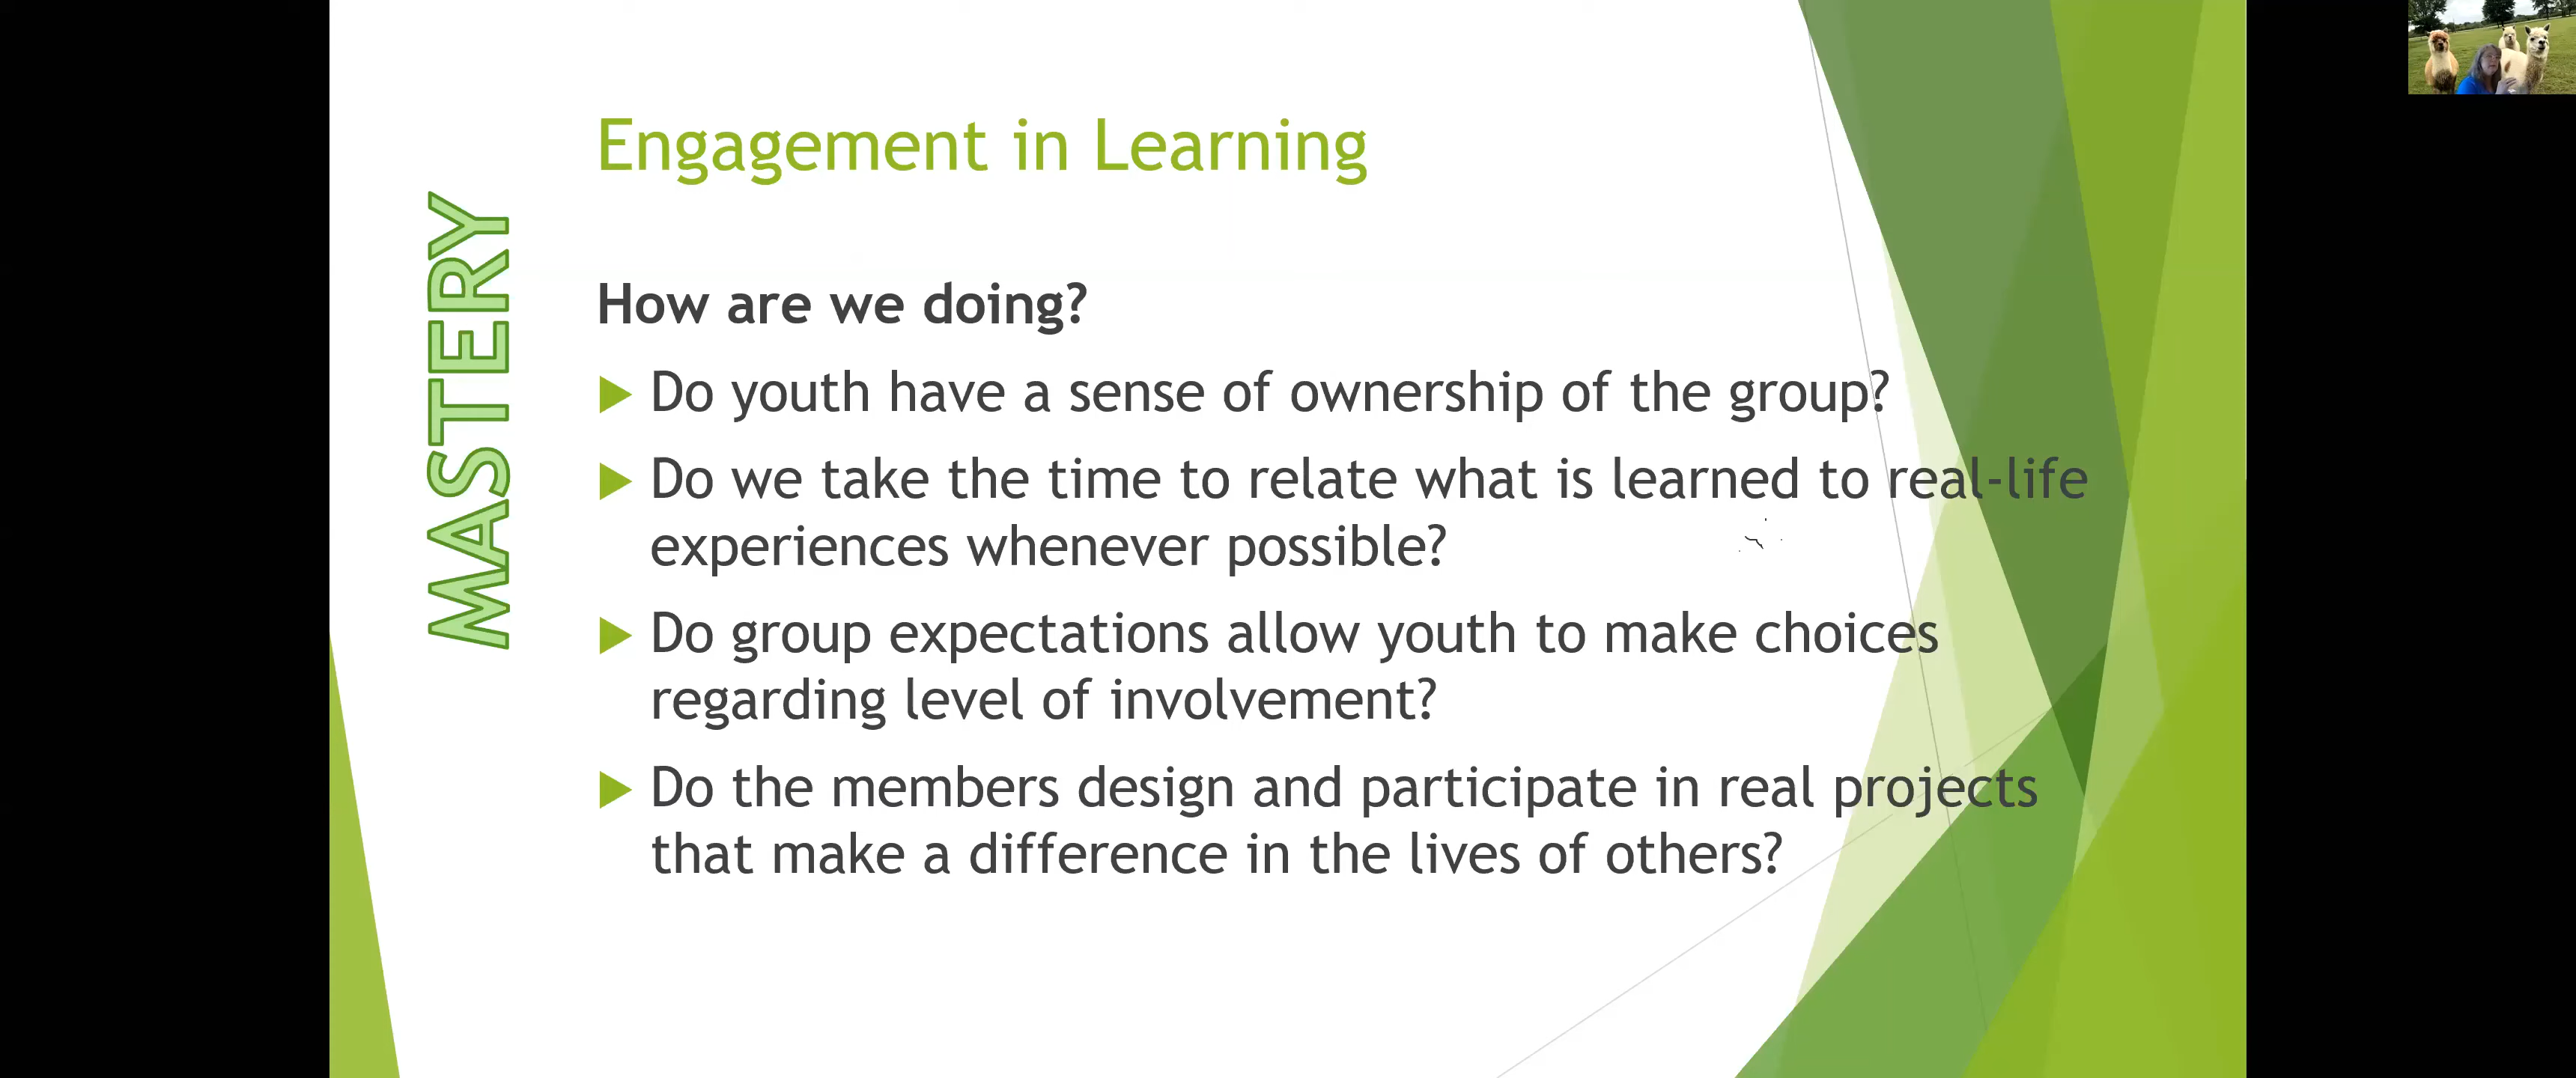 Engagement in Learning
MASTERY
How are we doing?
Do youth have a sense of ownership of the group?
Do we take the time to relate what is learned to real-life
experiences whenever possible?
Do group expectations allow youth to make choices
regarding level of involvement?
Do the members design and participate in real projects
that make a difference in the lives of others?